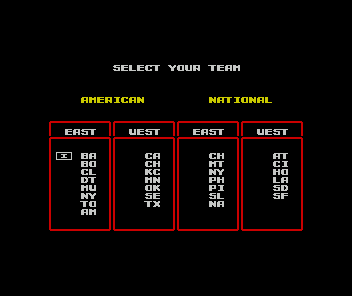 SELECT YOUR TEAM
AMERICAN NATIONAL
EAST WEST EAST WEST
I BA CA CH AT
BO CH MT CI
CL KC NY HO
DT MN PH LA
MW OK PI SD
NY SE SL SF
TO TX NA
AM